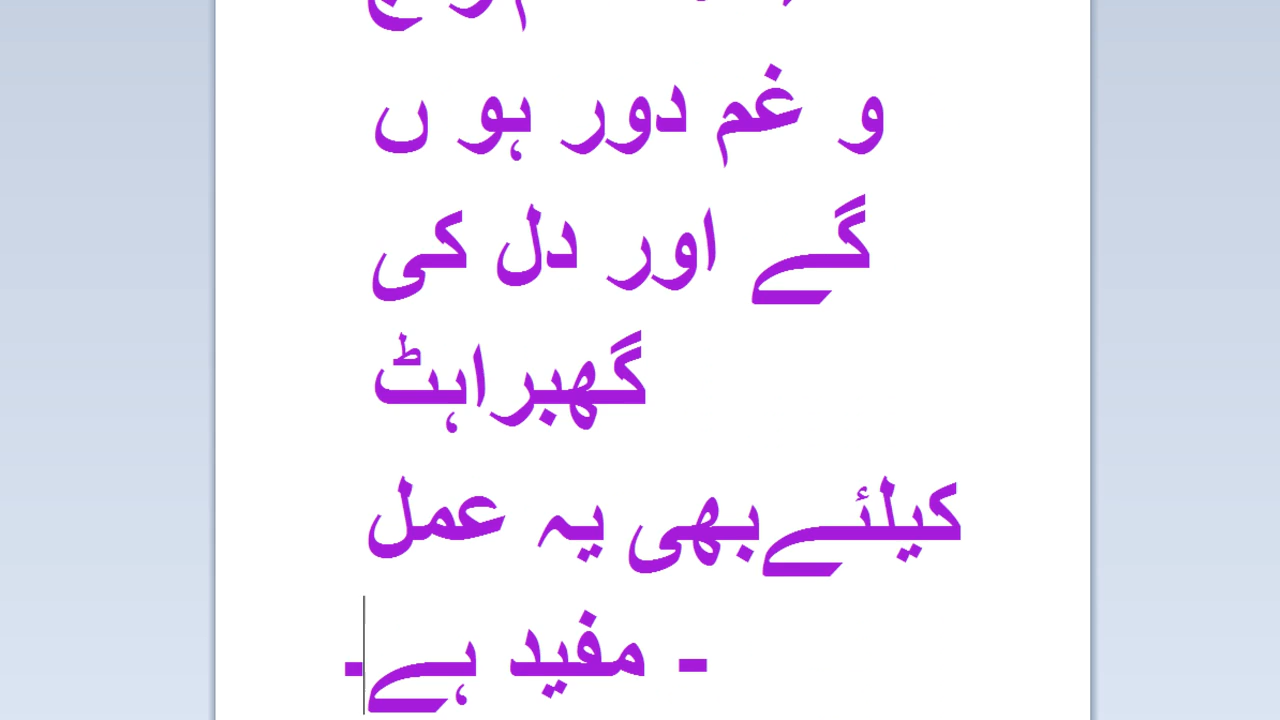 و غم دور ہو ں
گے اور دل کی
گھبراہٹ
کیلئےبھی یہ عمل
- مفید ہے-